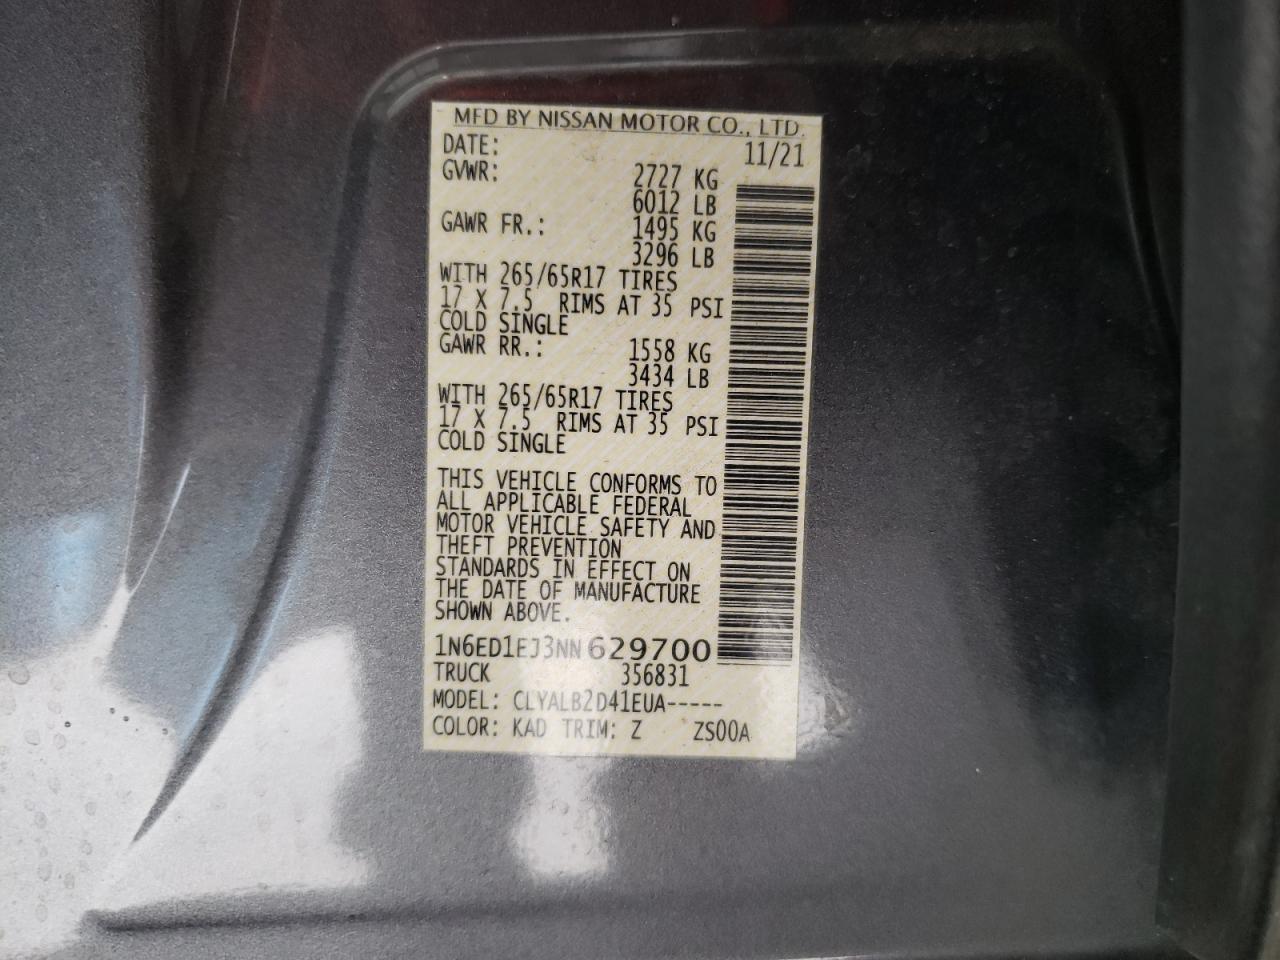 MFD BY NISSAN MOTOR CO., LTD.
DATE: 11/21
GVWR: 2727 KG
6012 LB
GAWR FR.: 1495 KG
3296 LB
WITH 265/65R17 TIRES
17 X 7.5 RIMS AT 35 PSI
COLD SINGLE
GAWR RR.: 1558 KG
3434 LB
WITH 265/65R17 TIRES
17 X 7.5 RIMS AT 35 PSI
COLD SINGLE
THIS VEHICLE CONFORMS TO
ALL APPLICABLE FEDERAL
MOTOR VEHICLE SAFETY AND
THEFT PREVENTION
STANDARDS IN EFFECT ON
THE DATE OF MANUFACTURE
SHOWN ABOVE.
1N6ED1EJ3NN629700
TRUCK 356831
MODEL: CLYALB2D41EUA-----
COLOR: KAD TRIM: Z ZS00A